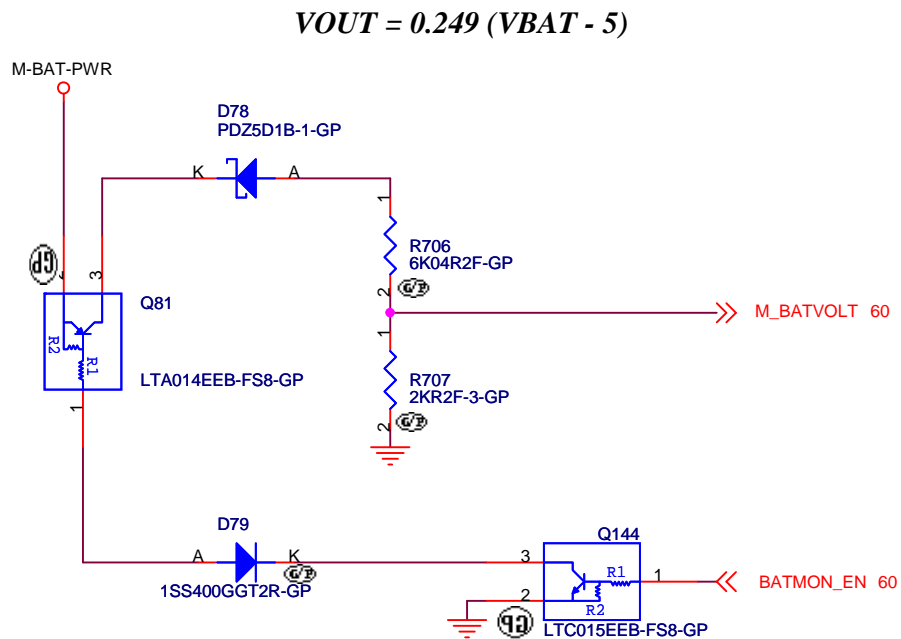 VOUT = 0.249 (VBAT - 5)
M-BAT-PWR
D78
PDZ5D1B-1-GP
K
A
1
R706
6K04R2F-GP
2
G/P
GP
3
Q81
R2
R1
LTA014EEB-FS8-GP
1
M_BATVOLT 60
1
R707
2KR2F-3-GP
2
G/P
D79
A
K
G/P
1SS400GGT2R-GP
Q144
3
R1
1
BATMON_EN 60
2
R2
GP
LTC015EEB-FS8-GP